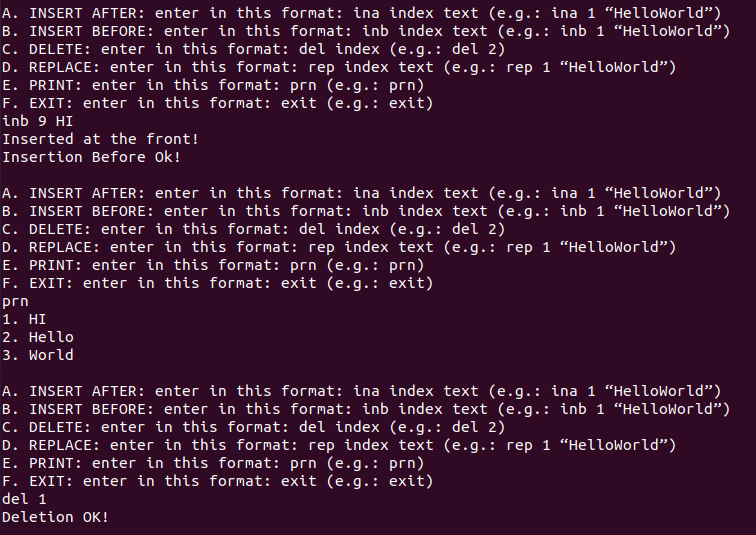 A. INSERT AFTER: enter in this format: ina index text (e.g.: ina 1 “HelloWorld”)
B. INSERT BEFORE: enter in this format: inb index text (e.g.: inb 1 “HelloWorld”)
C. DELETE: enter in this format: del index (e.g.: del 2)
D. REPLACE: enter in this format: rep index text (e.g.: rep 1 “HelloWorld”)
E. PRINT: enter in this format: prn (e.g.: prn)
F. EXIT: enter in this format: exit (e.g.: exit)
inb 9 HI
Inserted at the front!
Insertion Before Ok!
A. INSERT AFTER: enter in this format: ina index text (e.g.: ina 1 “HelloWorld”)
B. INSERT BEFORE: enter in this format: inb index text (e.g.: inb 1 “HelloWorld”)
C. DELETE: enter in this format: del index (e.g.: del 2)
D. REPLACE: enter in this format: rep index text (e.g.: rep 1 “HelloWorld”)
E. PRINT: enter in this format: prn (e.g.: prn)
F. EXIT: enter in this format: exit (e.g.: exit)
prn
1. HI
2. Hello
3. World
A. INSERT AFTER: enter in this format: ina index text (e.g.: ina 1 “HelloWorld”)
B. INSERT BEFORE: enter in this format: inb index text (e.g.: inb 1 “HelloWorld”)
C. DELETE: enter in this format: del index (e.g.: del 2)
D. REPLACE: enter in this format: rep index text (e.g.: rep 1 “HelloWorld”)
E. PRINT: enter in this format: prn (e.g.: prn)
F. EXIT: enter in this format: exit (e.g.: exit)
del 1
Deletion OK!